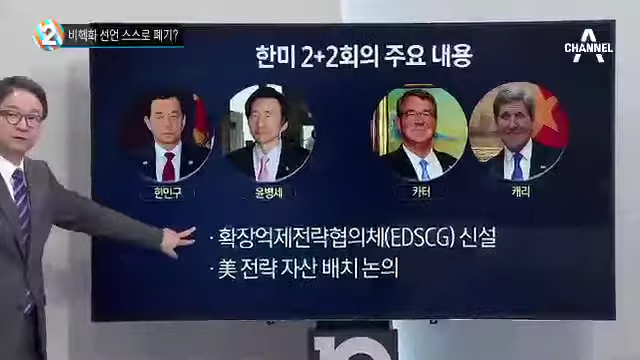 비핵화 선언 스스로 폐기?
CHANNEL
한미 2+2회의 주요 내용
한민구
윤병세
카터
캐리
· 확장억제전략협의체(EDSCG) 신설
· 美 전략 자산 배치 논의